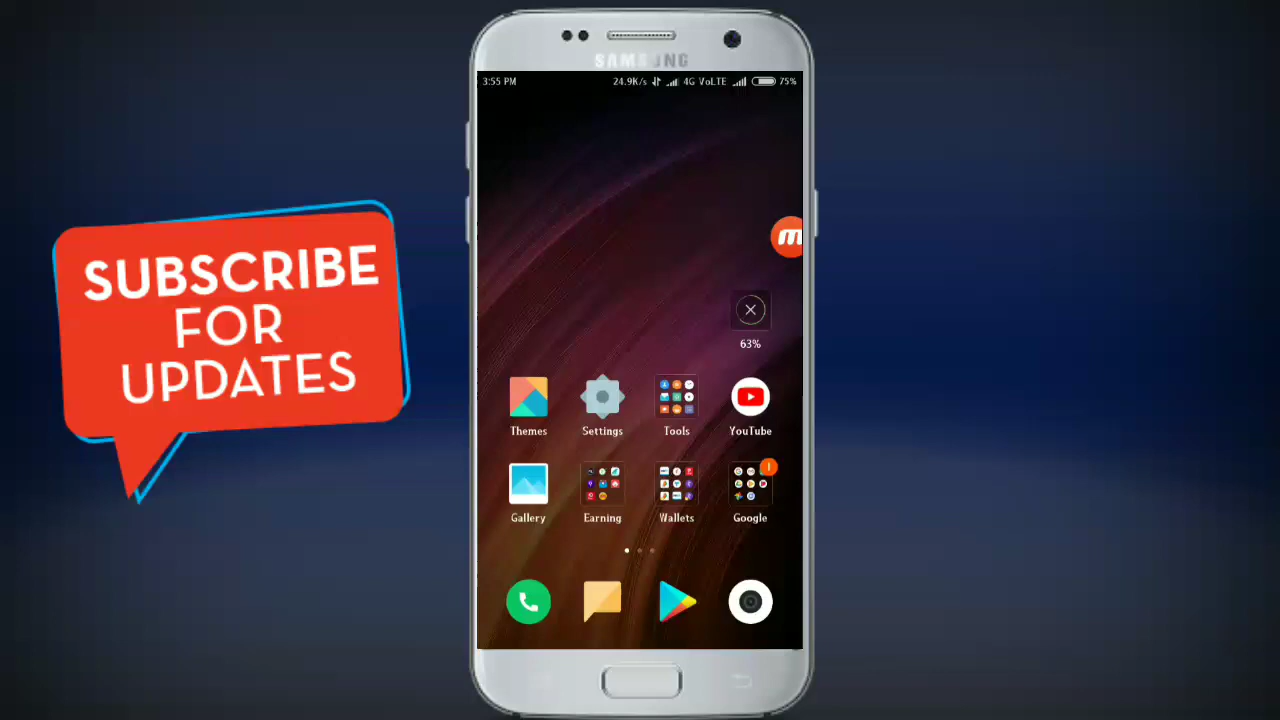 SUBSCRIBE
FOR
UPDATES
SAMSUNG
3:55 PM 24.9K/s 4G VoLTE 75%
63%
Themes Settings Tools YouTube
Gallery Earning Wallets Google